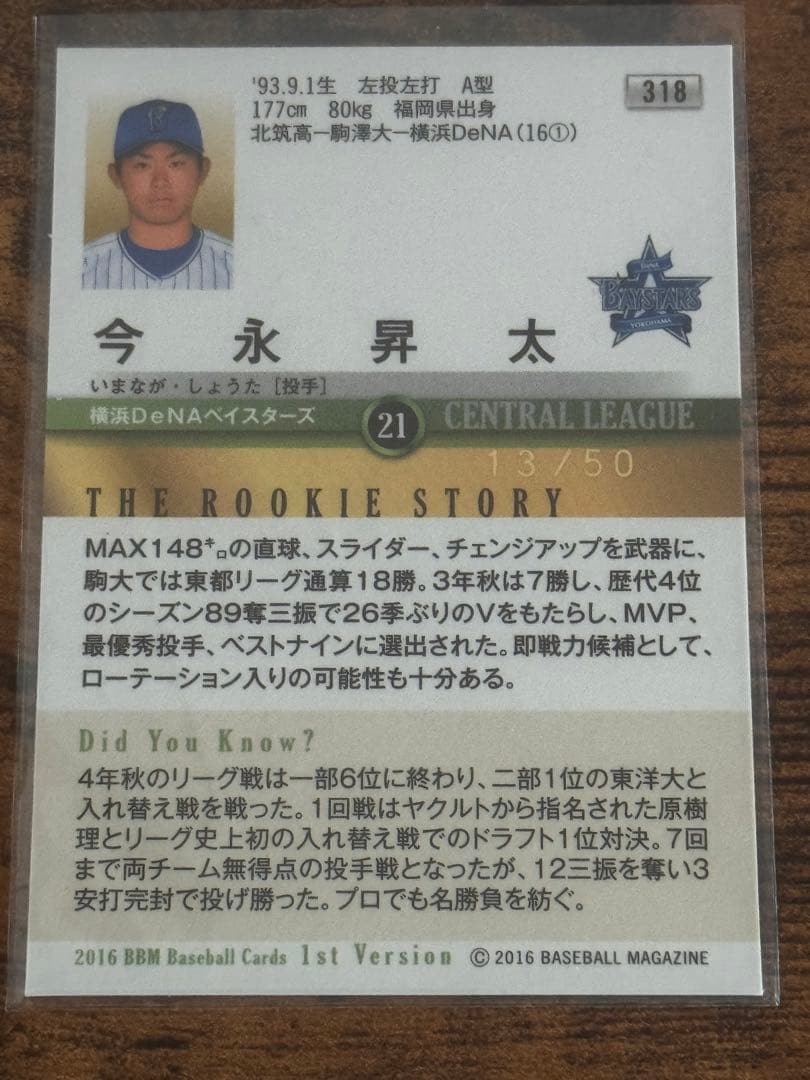 '93.9.1生 左投左打 A型
318
177cm 80kg 福岡県出身
北筑高ー駒澤大ー横浜DeNA(16①)
DeNA
BAYSTARS
YOKOHAMA
今永昇太
いまなが・しょうた [投手]
横浜DeNAベイスターズ 21 CENTRAL LEAGUE
13/50
THE ROOKIE STORY
MAX148㌔の直球、スライダー、チェンジアップを武器に、
駒大では東都リーグ通算18勝。3年秋は7勝し、歴代4位
のシーズン89奪三振で26季ぶりのVをもたらし、MVP、
最優秀投手、ベストナインに選出された。即戦力候補として、
ローテーション入りの可能性も十分ある。
Did You Know?
4年秋のリーグ戦は一部6位に終わり、二部1位の東洋大と
入れ替え戦を戦った。1回戦はヤクルトから指名された原樹
理とリーグ史上初の入れ替え戦でのドラフト1位対決。7回
まで両チーム無得点の投手戦となったが、12三振を奪い3
安打完封で投げ勝った。プロでも名勝負を紡ぐ。
2016 BBM Baseball Cards 1st Version © 2016 BASEBALL MAGAZINE